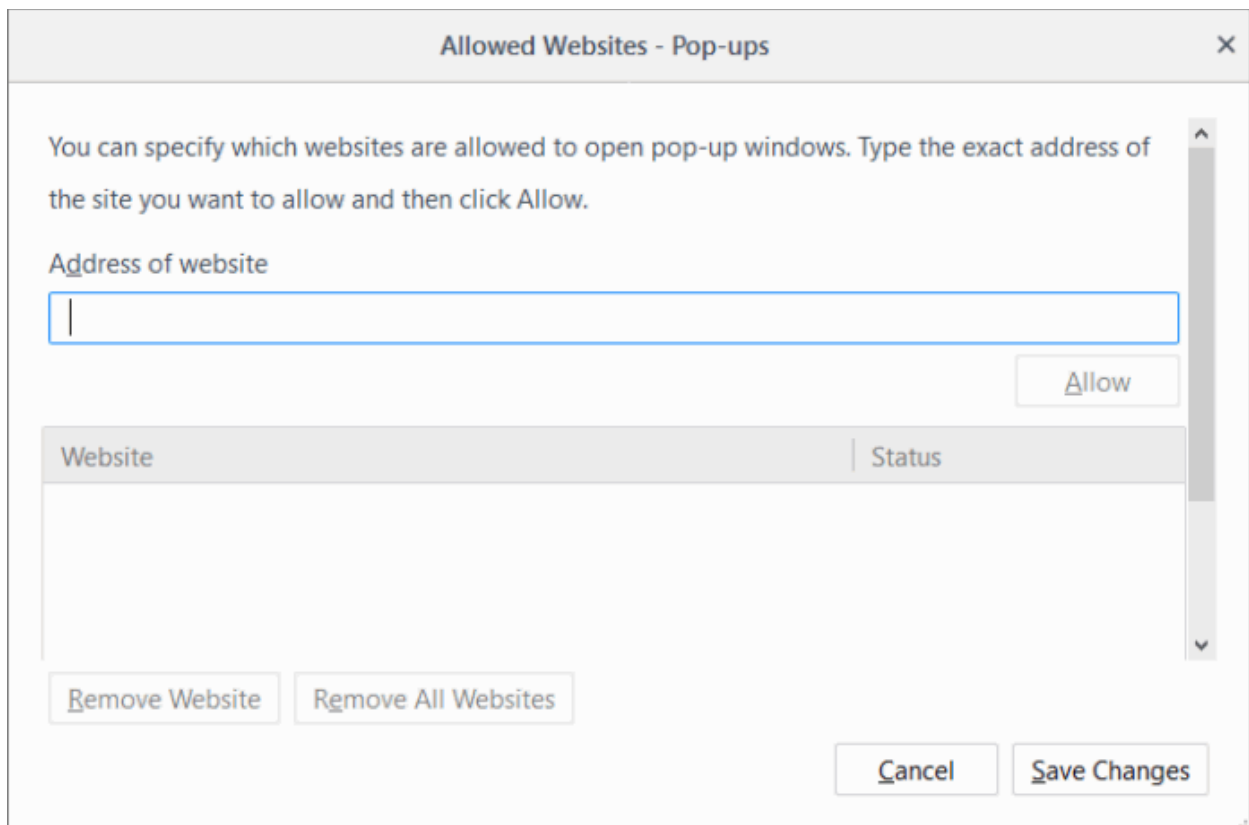 Allowed Websites - Pop-ups
You can specify which websites are allowed to open pop-up windows. Type the exact address of
the site you want to allow and then click Allow.
Address of website
Allow
Website Status
Remove Website Remove All Websites
Cancel Save Changes